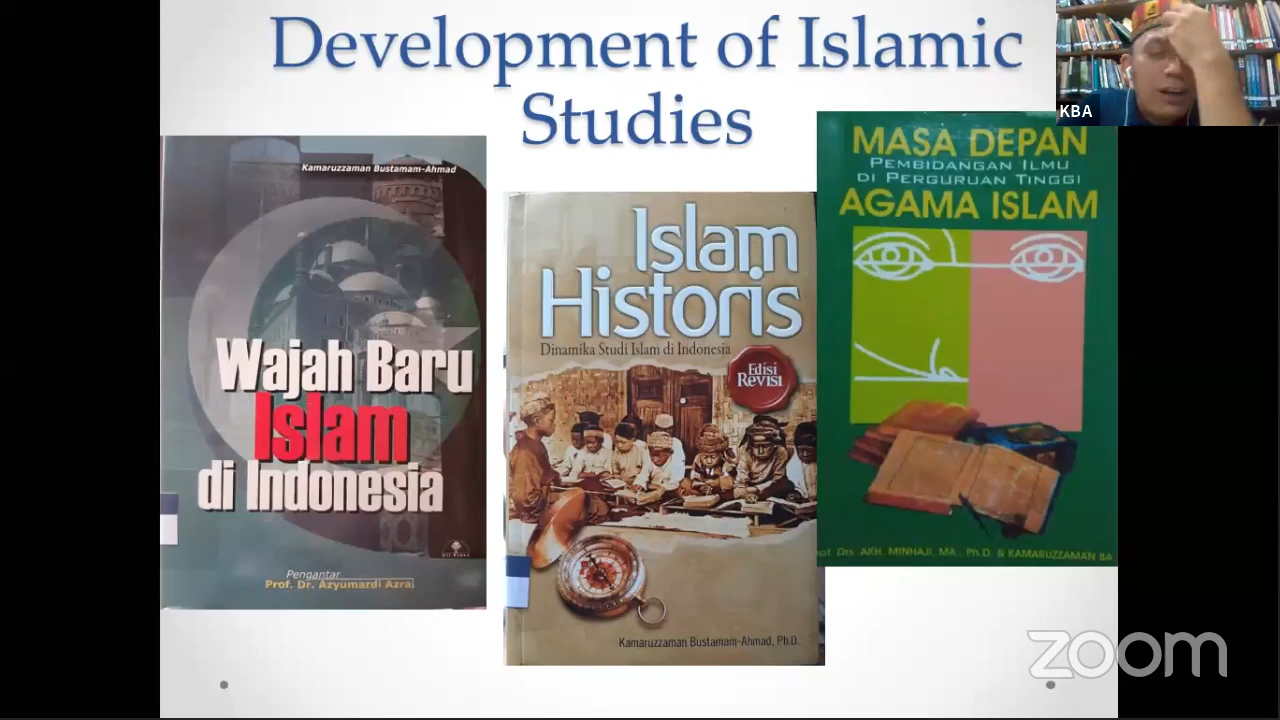 Development of Islamic
Studies
KBA
Kamaruzzaman Bustamam-Ahmad
Wajah Baru
Islam
di Indonesia
Pengantar
Prof. Dr. Azyumardi Azra,
Islam
Historis
Dinamika Studi Islam di Indonesia
Edisi
Revisi
Kamaruzzaman Bustamam-Ahmad, Ph.D.
MASA DEPAN
PEMBIDANGAN ILMU
DI PERGURUAN TINGGI
AGAMA ISLAM
Drs. AKH. MINHAJI, MA., Ph.D. & KAMARUZZAMAN BA
zoom